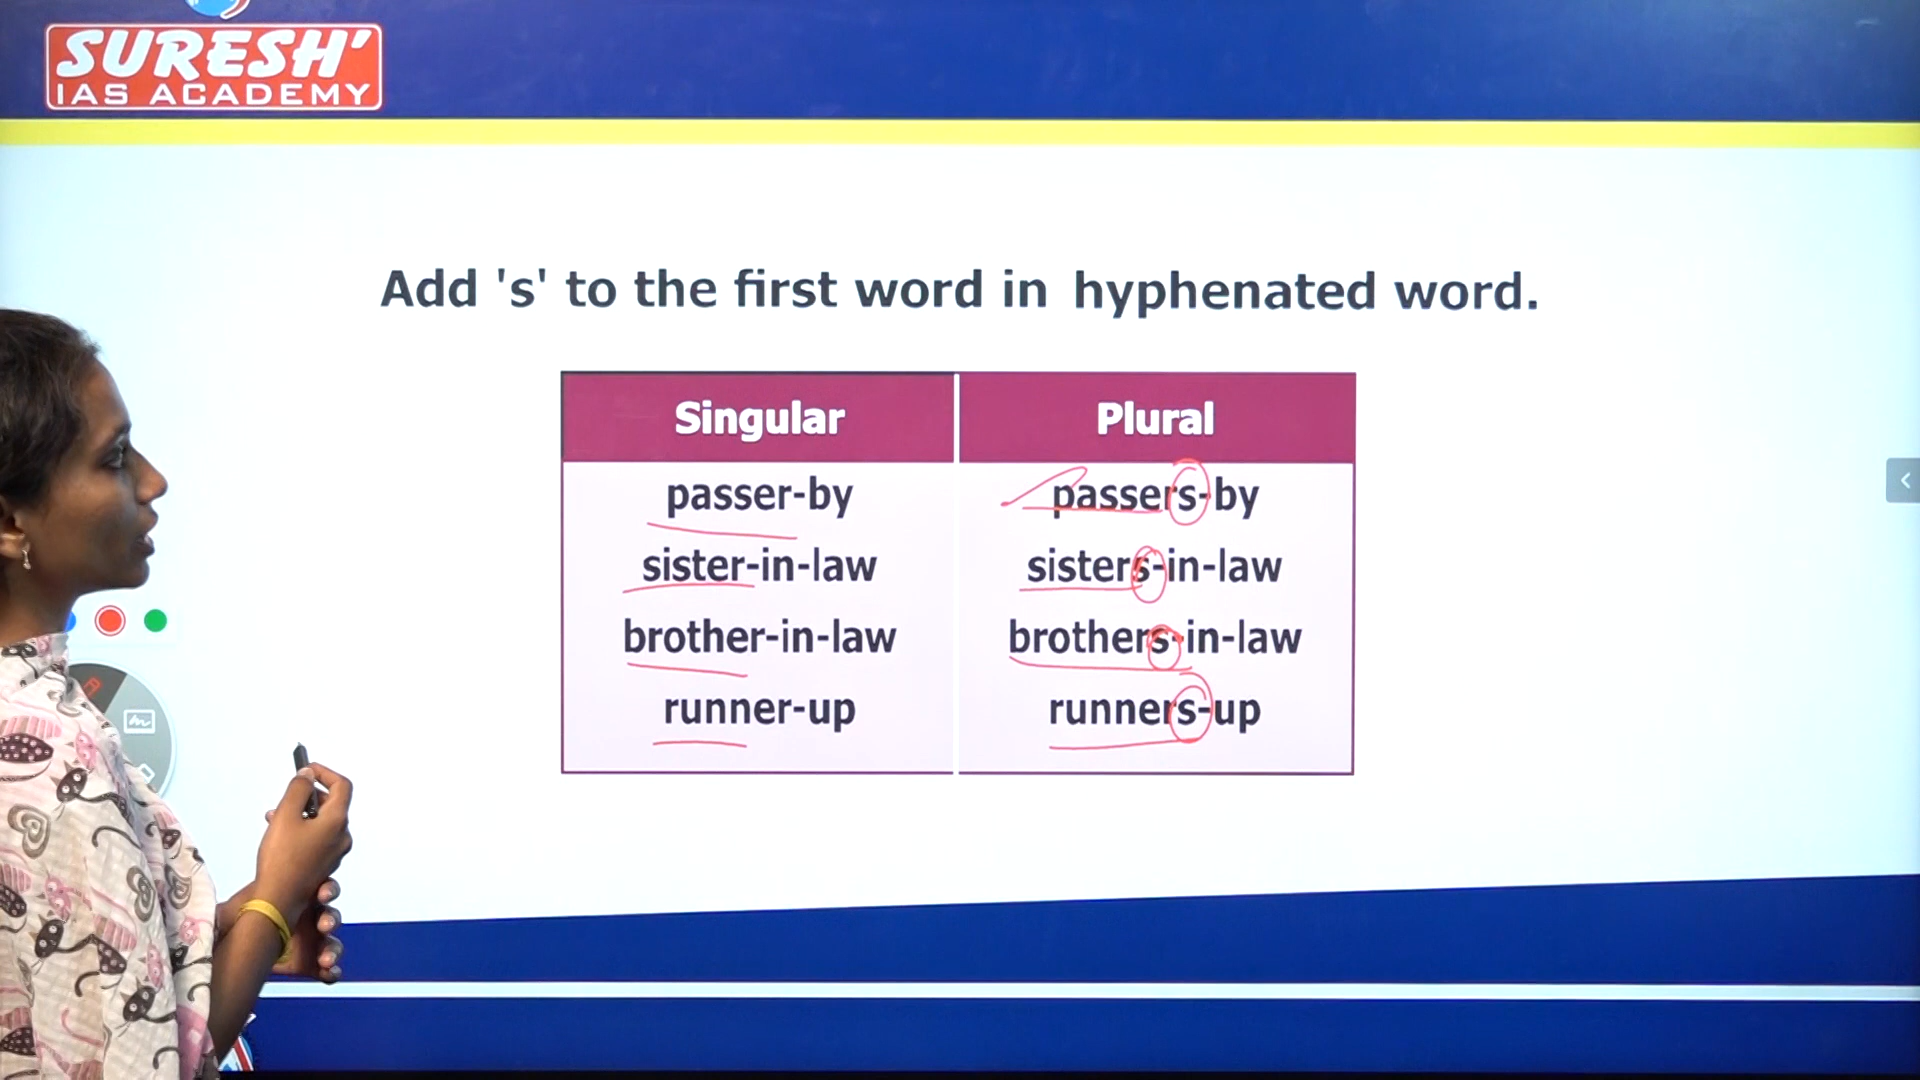 SURESH'
IAS ACADEMY
Add 's' to the first word in hyphenated word.
Singular Plural
passer-by passers-by
sister-in-law sisters-in-law
brother-in-law brothers-in-law
runner-up runners-up